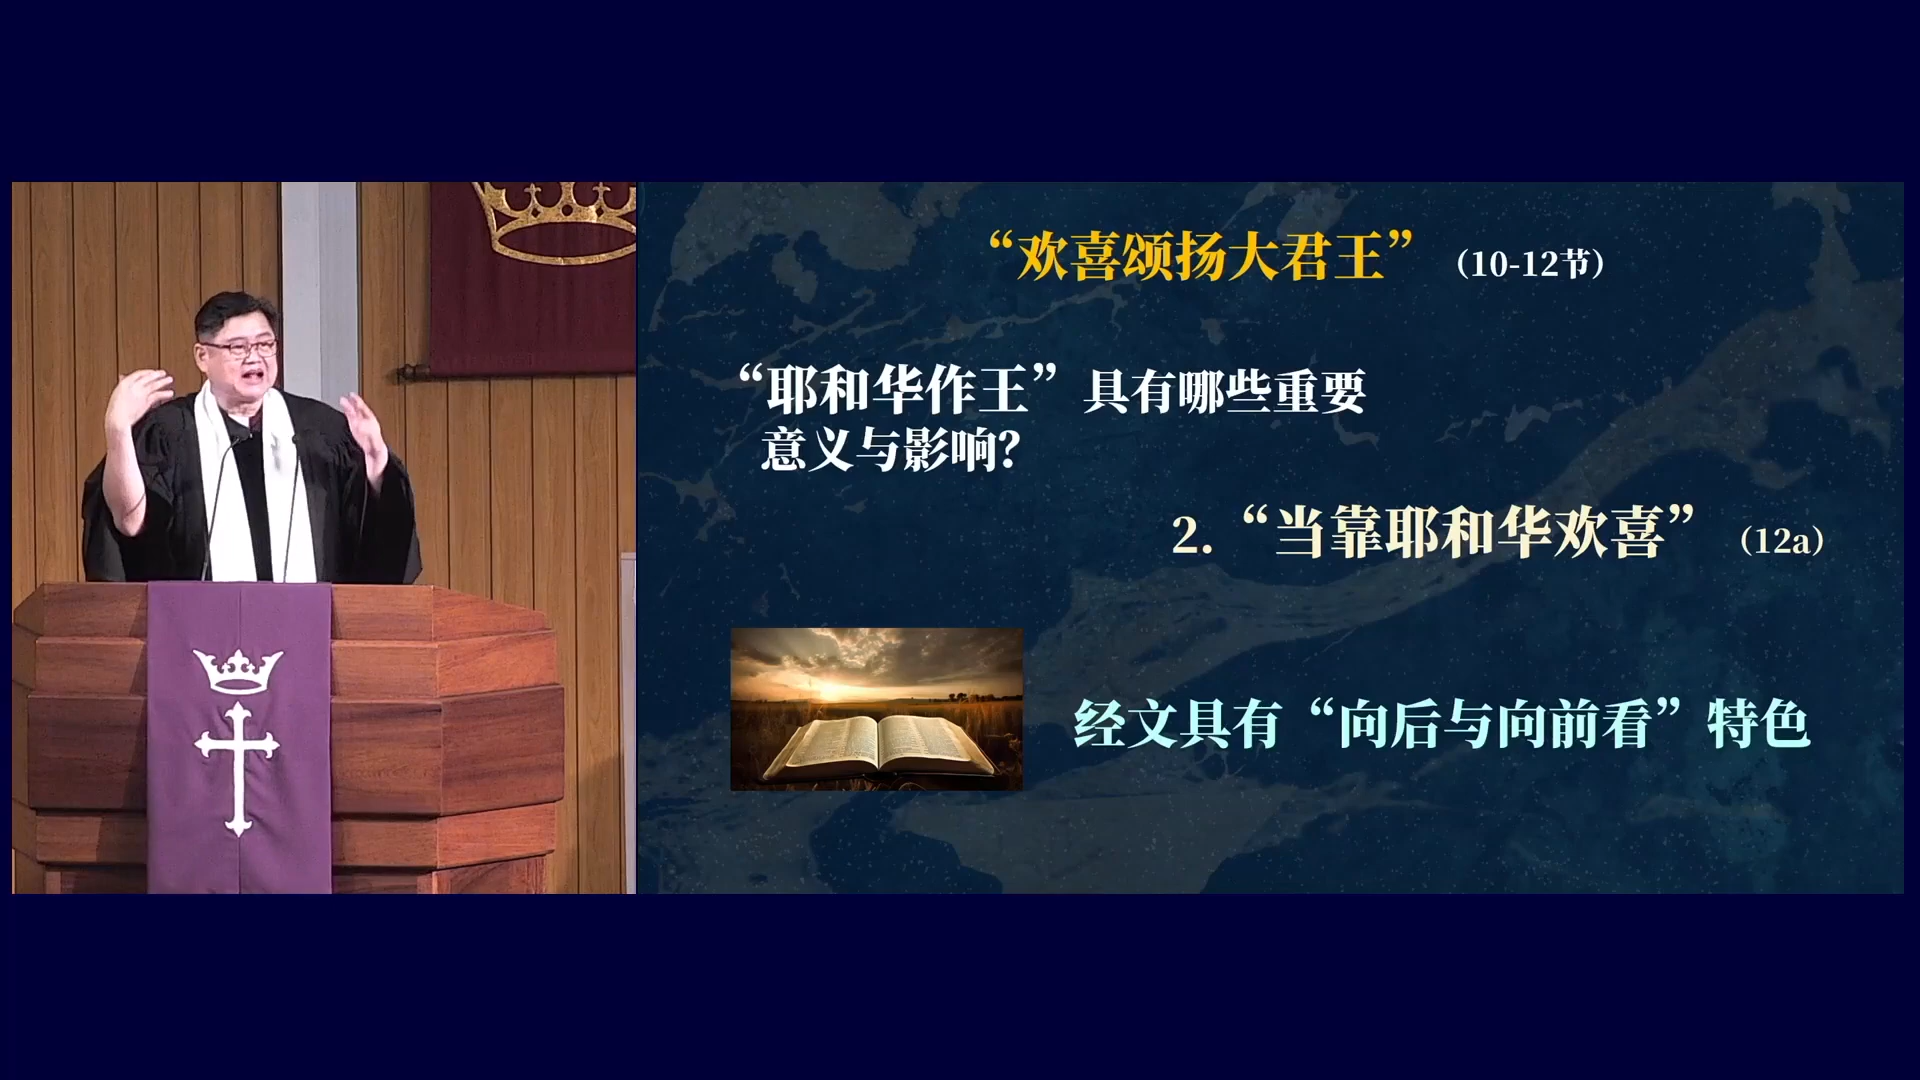 “欢喜颂扬大君王”（10-12节）
“耶和华作王”具有哪些重要
意义与影响？
2.“当靠耶和华欢喜”（12a）
经文具有“向后与向前看”特色